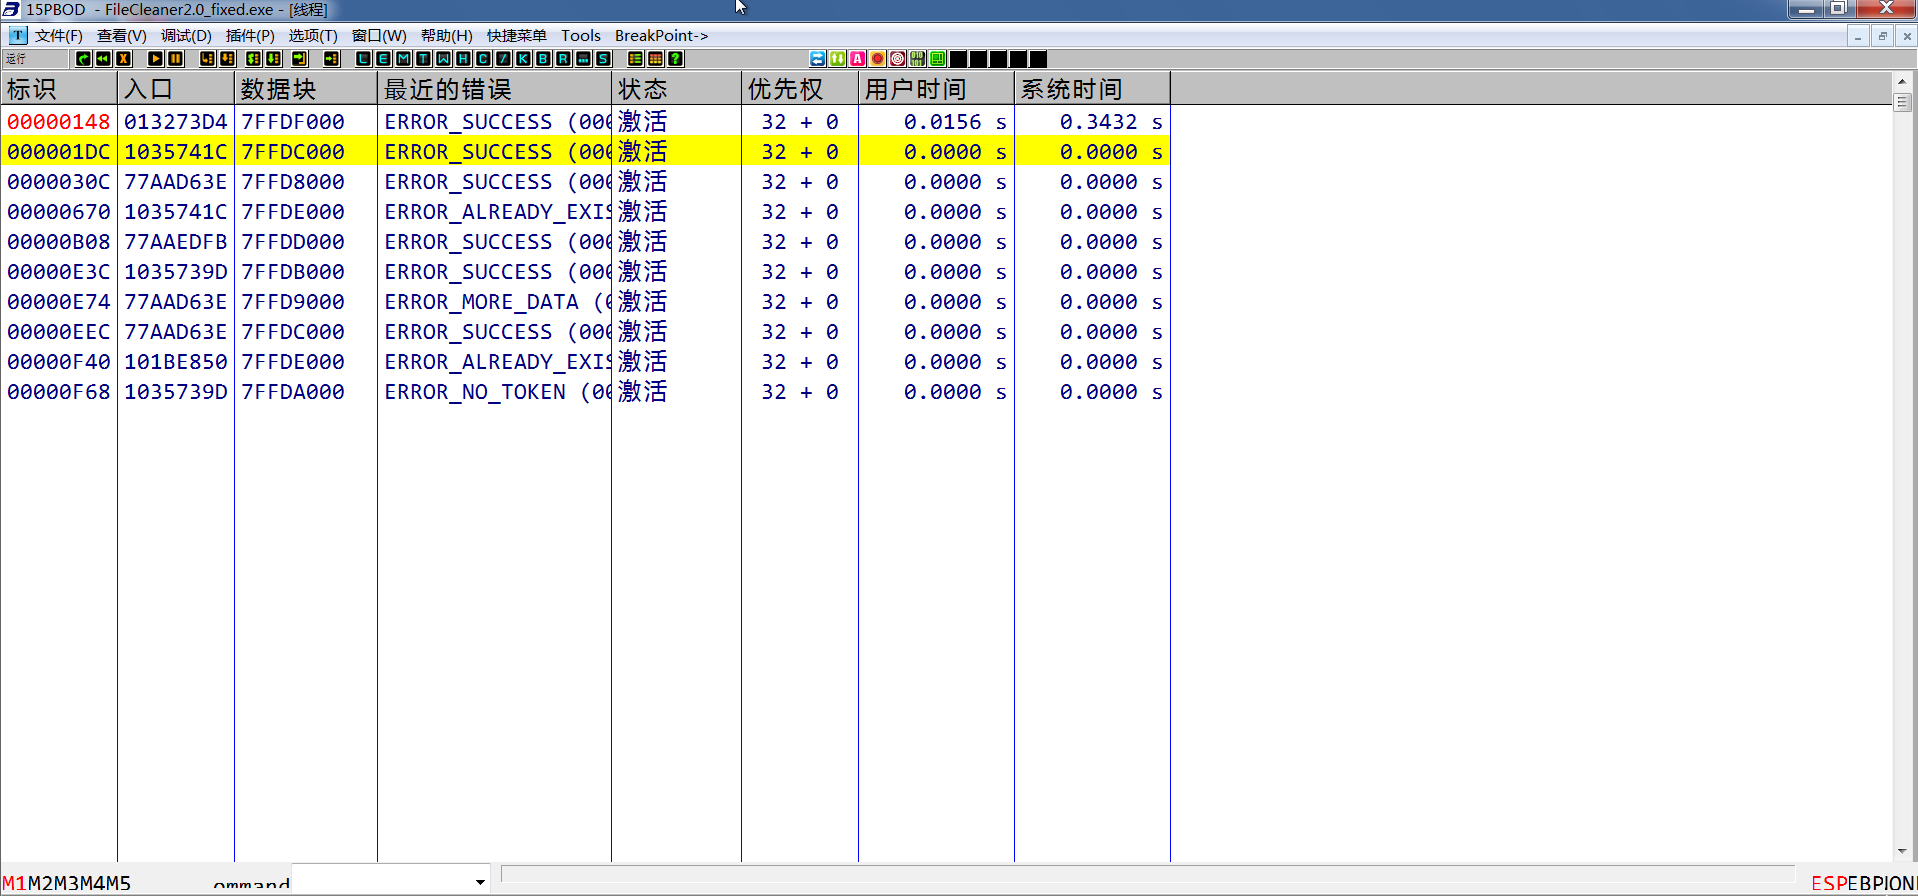 15PBOD - FileCleaner2.0_fixed.exe - [线程]
文件(F) 查看(V) 调试(D) 插件(P) 选项(T) 窗口(W) 帮助(H) 快捷菜单 Tools BreakPoint->
运行 L E M T W H C / K B R ... S
标识 入口 数据块 最近的错误 状态 优先权 用户时间 系统时间
00000148 013273D4 7FFDF000 ERROR_SUCCESS (000 激活 32 + 0 0.0156 s 0.3432 s
000001DC 1035741C 7FFDC000 ERROR_SUCCESS (000 激活 32 + 0 0.0000 s 0.0000 s
0000030C 77AAD63E 7FFD8000 ERROR_SUCCESS (000 激活 32 + 0 0.0000 s 0.0000 s
00000670 1035741C 7FFDE000 ERROR_ALREADY_EXIS 激活 32 + 0 0.0000 s 0.0000 s
00000B08 77AAEDFB 7FFDD000 ERROR_SUCCESS (000 激活 32 + 0 0.0000 s 0.0000 s
00000E3C 1035739D 7FFDB000 ERROR_SUCCESS (000 激活 32 + 0 0.0000 s 0.0000 s
00000E74 77AAD63E 7FFD9000 ERROR_MORE_DATA (0 激活 32 + 0 0.0000 s 0.0000 s
00000EEC 77AAD63E 7FFDC000 ERROR_SUCCESS (000 激活 32 + 0 0.0000 s 0.0000 s
00000F40 101BE850 7FFDE000 ERROR_ALREADY_EXIS 激活 32 + 0 0.0000 s 0.0000 s
00000F68 1035739D 7FFDA000 ERROR_NO_TOKEN (00 激活 32 + 0 0.0000 s 0.0000 s
M1M2M3M4M5 ommand ESPEBPION